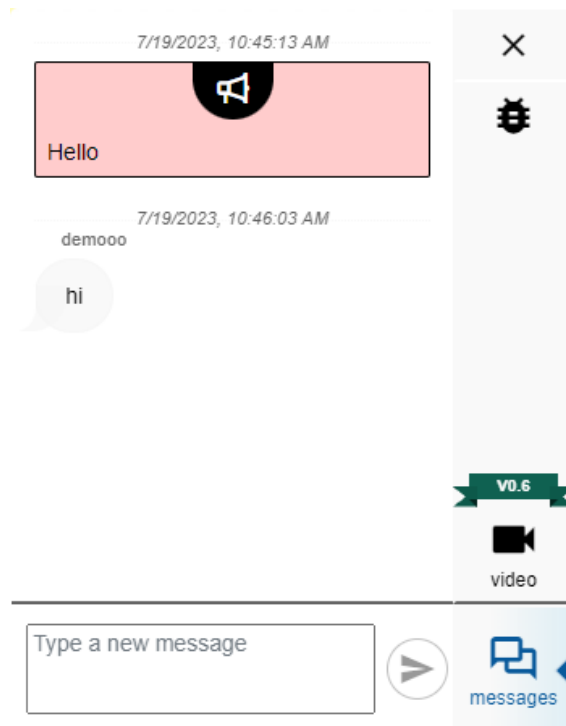 7/19/2023, 10:45:13 AM
Hello
7/19/2023, 10:46:03 AM
demooo
hi
V0.6
video
Type a new message
messages